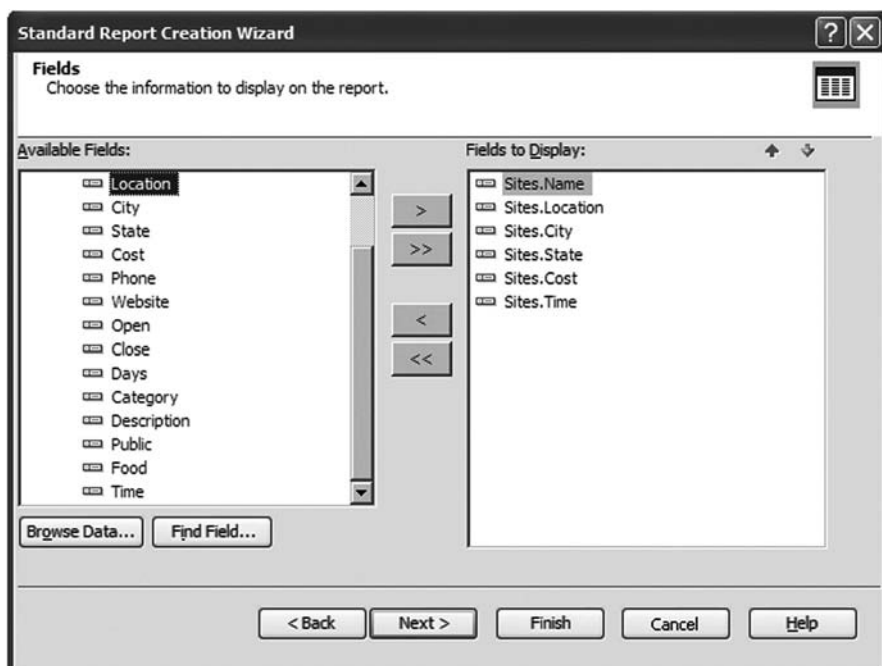 Standard Report Creation Wizard
?
X
Fields
Choose the information to display on the report.
Available Fields:
Fields to Display:
Location
City
State
Cost
Phone
Website
Open
Close
Days
Category
Description
Public
Food
Time
>
>>
<
<<
Sites.Name
Sites.Location
Sites.City
Sites.State
Sites.Cost
Sites.Time
Browse Data... Find Field...
< Back Next > Finish Cancel Help